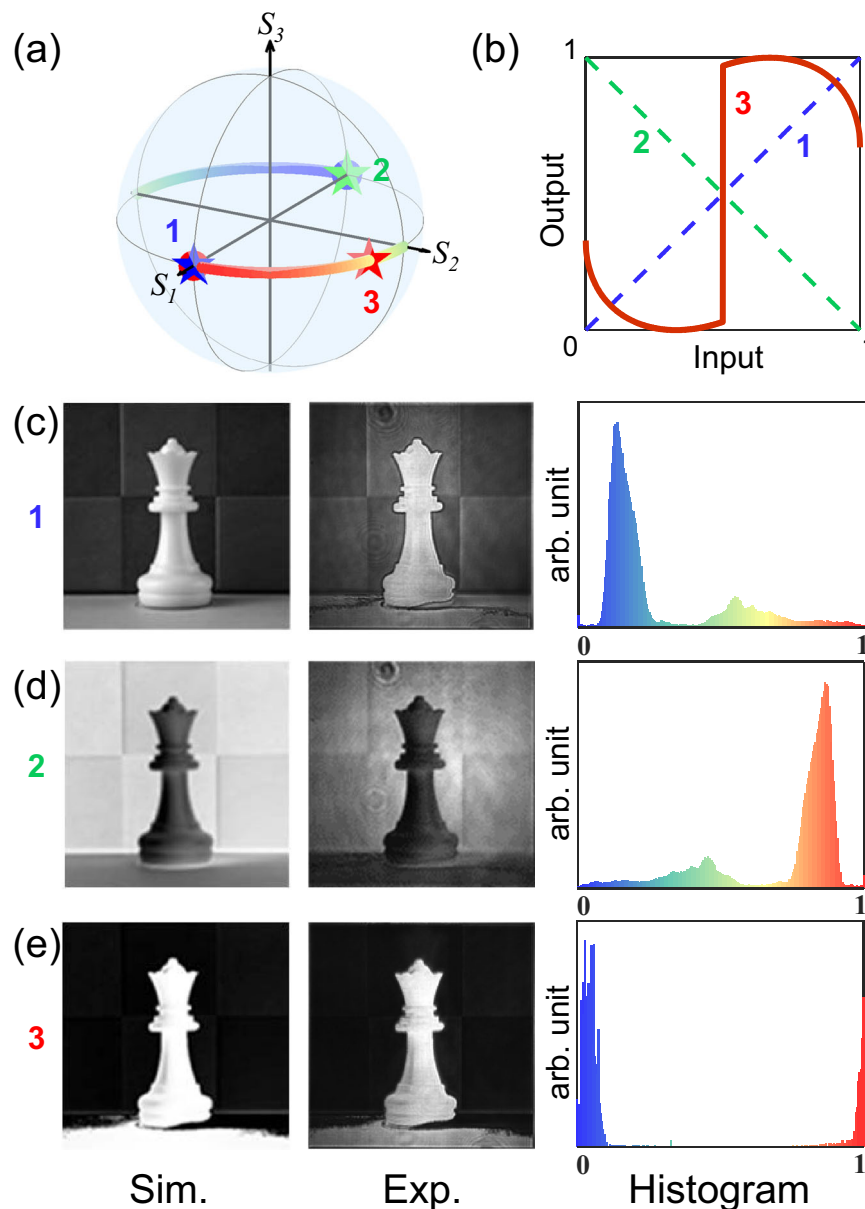 (a)
S3
1
2
S1
S2
3
(b)
1
3
2
1
Output
0
Input
(c)
1
arb. unit
0 1
(d)
2
arb. unit
0 1
(e)
3
arb. unit
0 1
Sim. Exp. Histogram